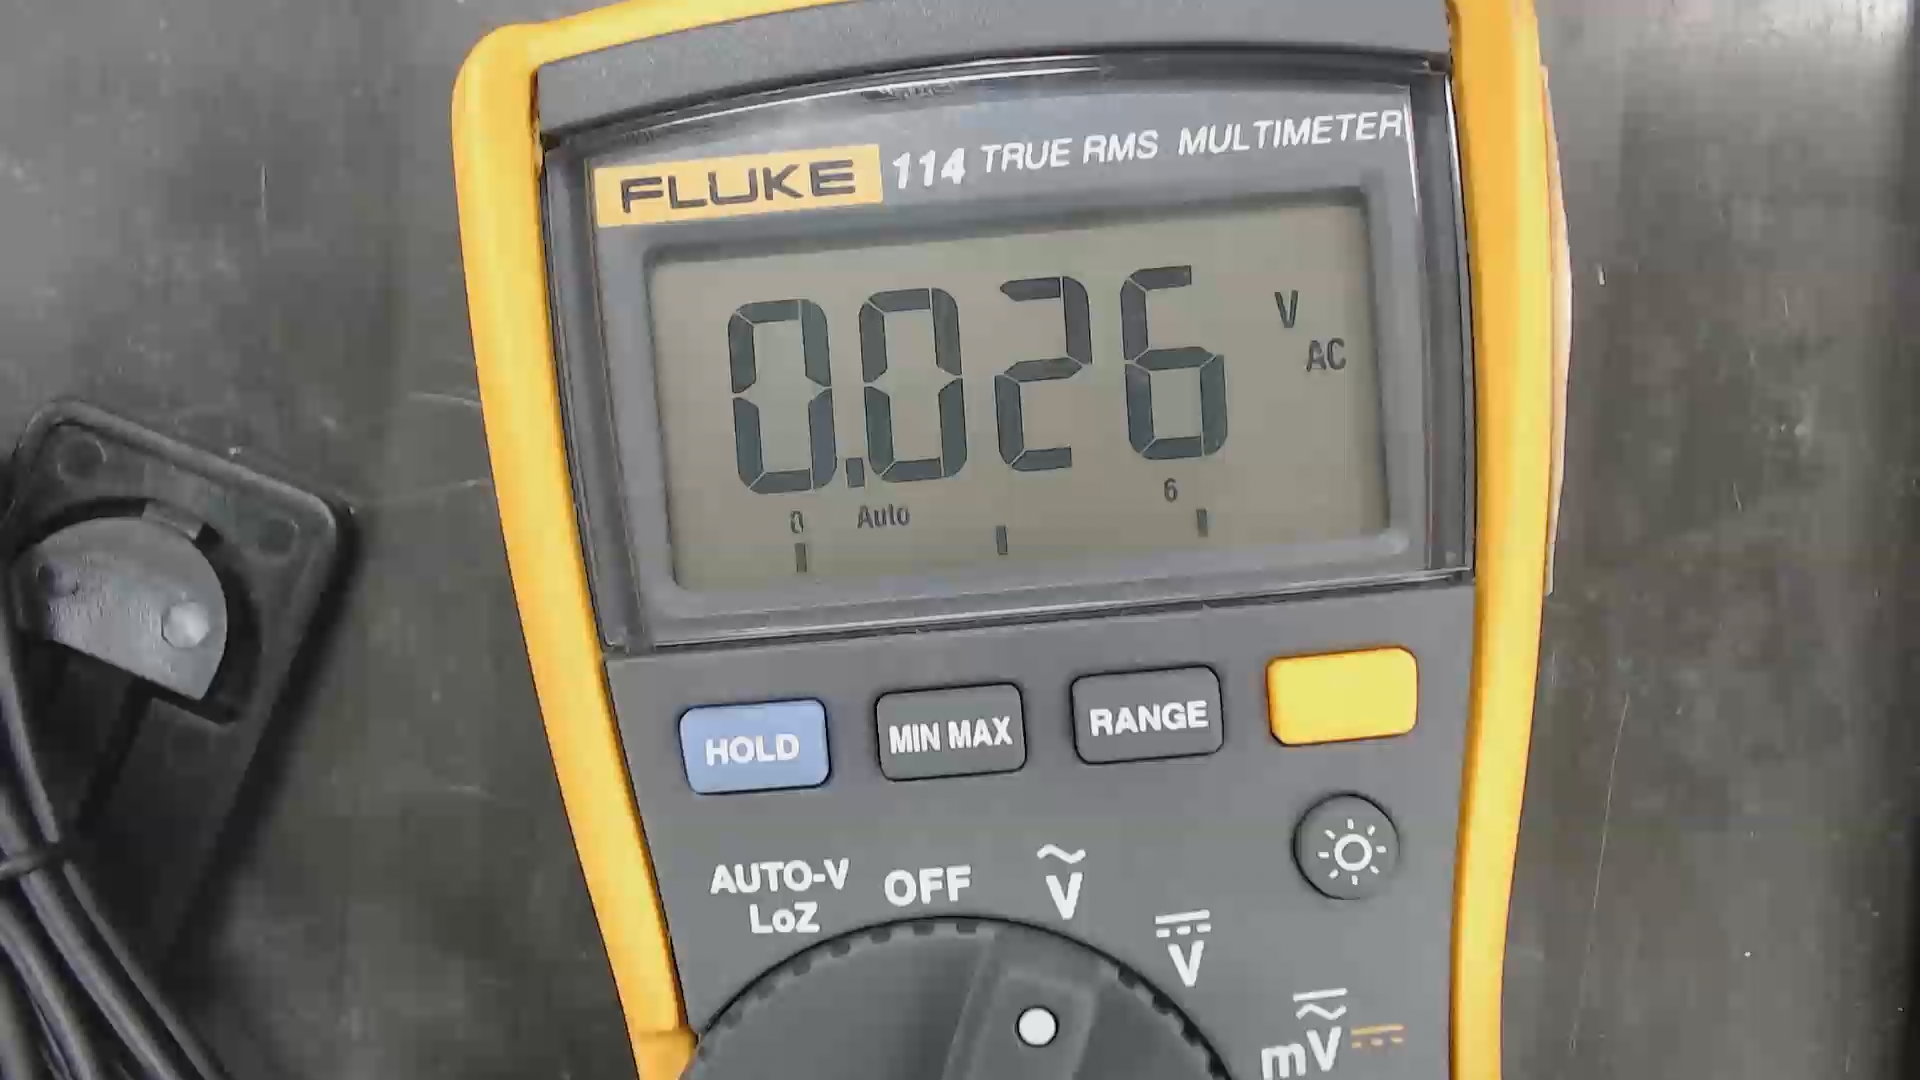 FLUKE 114 TRUE RMS MULTIMETER
0.026 V AC
0 Auto 6
HOLD MIN MAX RANGE
AUTO-V LoZ OFF V V
mV